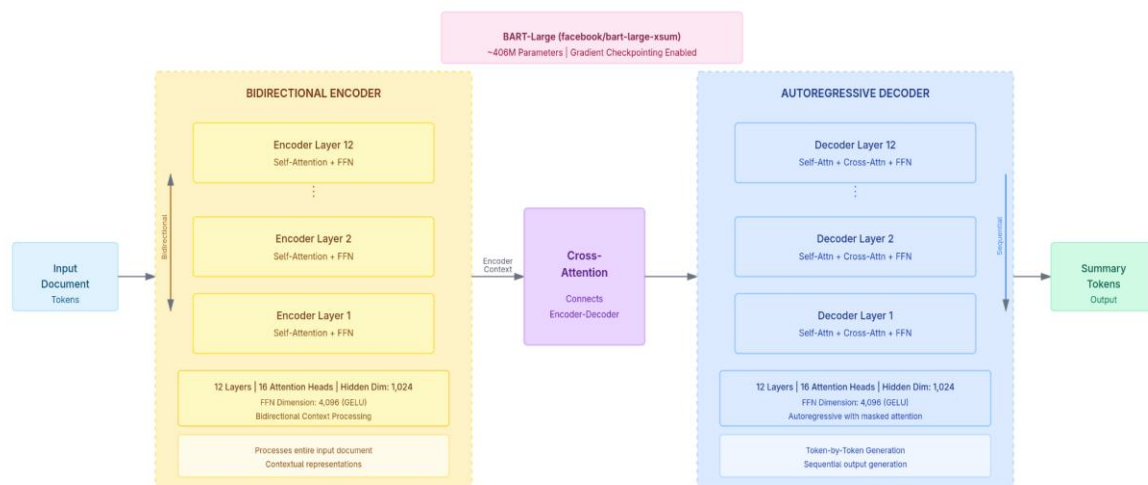 BART-Large (facebook/bart-large-xsum)
~406M Parameters | Gradient Checkpointing Enabled
Input
Document
Tokens
BIDIRECTIONAL ENCODER
Bidirectional
Encoder Layer 12
Self-Attention + FFN
⋮
Encoder Layer 2
Self-Attention + FFN
Encoder Layer 1
Self-Attention + FFN
12 Layers | 16 Attention Heads | Hidden Dim: 1,024
FFN Dimension: 4,096 (GELU)
Bidirectional Context Processing
Processes entire input document
Contextual representations
Encoder
Context
Cross-
Attention
Connects
Encoder-Decoder
AUTOREGRESSIVE DECODER
Decoder Layer 12
Self-Attn + Cross-Attn + FFN
⋮
Decoder Layer 2
Self-Attn + Cross-Attn + FFN
Decoder Layer 1
Self-Attn + Cross-Attn + FFN
Sequential
12 Layers | 16 Attention Heads | Hidden Dim: 1,024
FFN Dimension: 4,096 (GELU)
Autoregressive with masked attention
Token-by-Token Generation
Sequential output generation
Summary
Tokens
Output